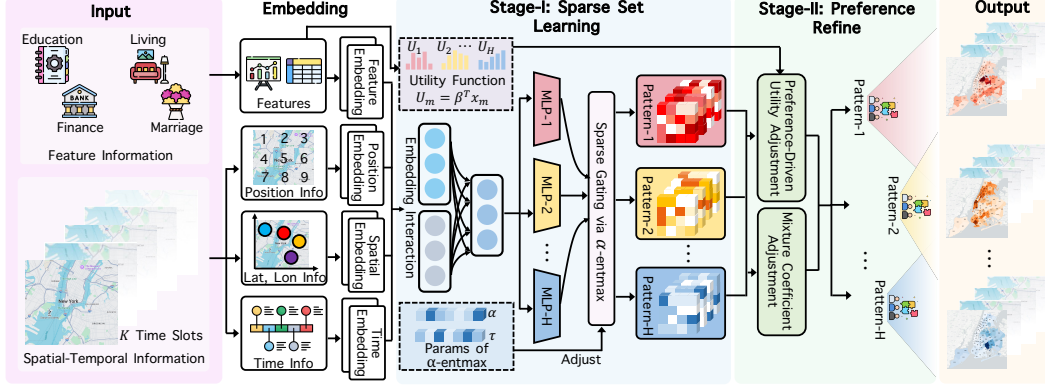 Input
Education
Living
BANK
Finance
Marriage
Feature Information
New York
K Time Slots
Spatial-Temporal Information
Embedding
Features
Feature
Embedding
1 2 3
4 5 6
7 8 9
Position Info
Position
Embedding
Lat, Lon Info
Spatial
Embedding
Time Info
Time
Embedding
Stage-I: Sparse Set
Learning
U₁ U₂ ··· U_H
Utility Function
U_m = β^T x_m
Embedding
Interaction
α
τ
Params of
α-entmax
MLP-1
MLP-2
MLP-H
Sparse Gating via α-entmax
Adjust
Pattern-1
Pattern-2
Pattern-H
Stage-II: Preference
Refine
Preference-Driven
Utility Adjustment
Mixture Coefficient
Adjustment
Pattern-1
Pattern-2
Pattern-H
Output